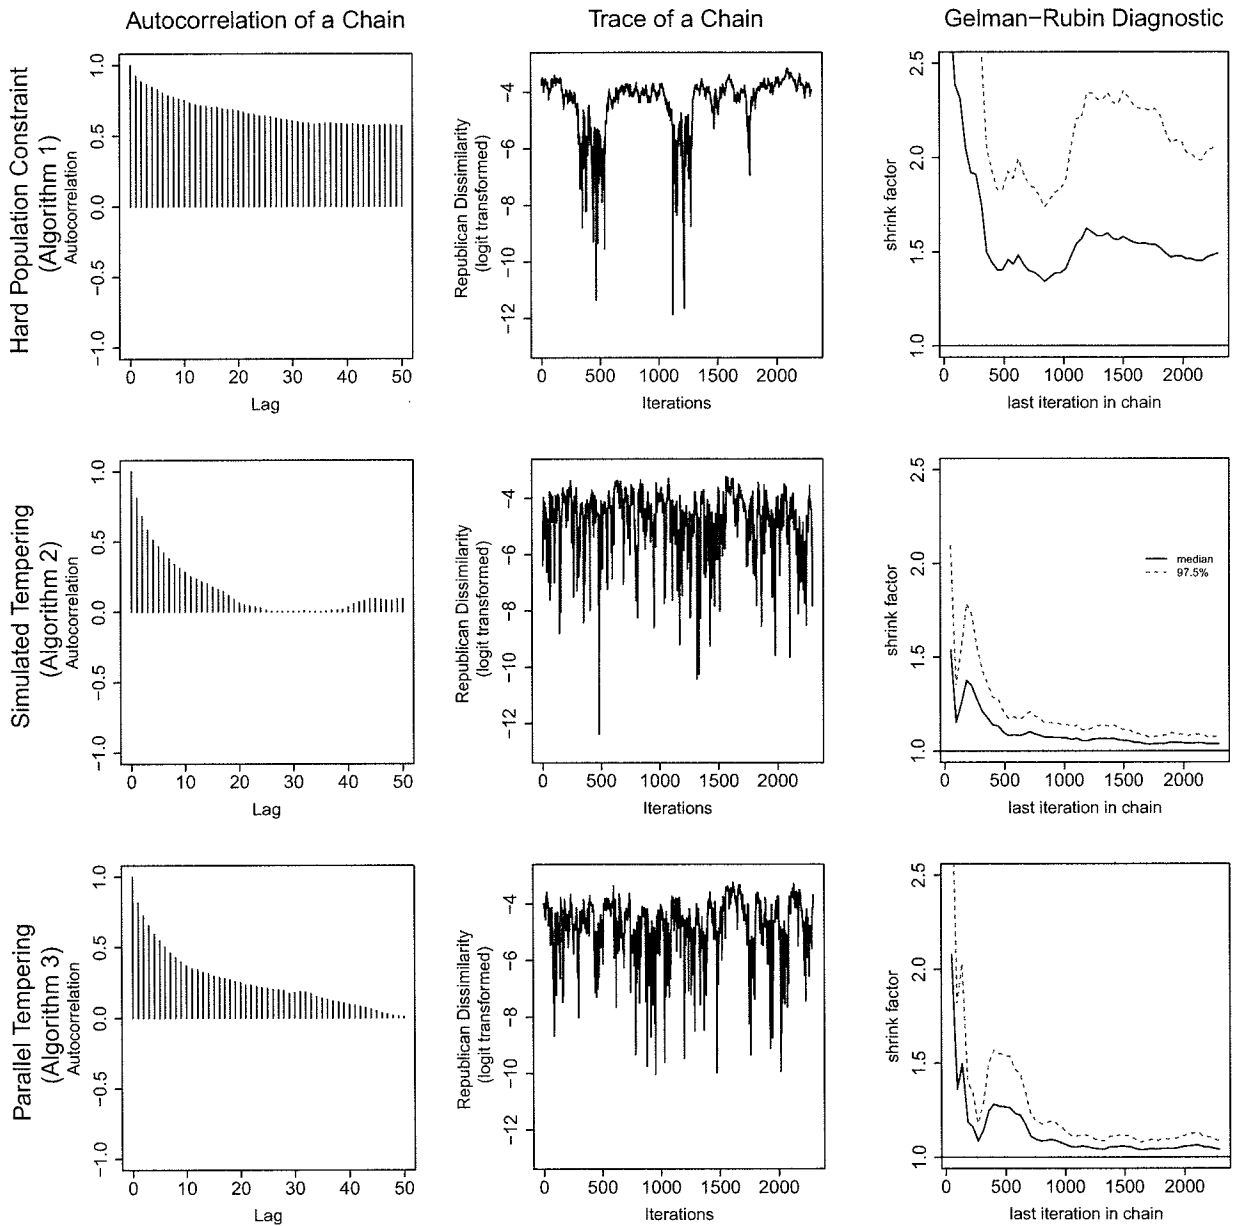 Autocorrelation of a Chain
Trace of a Chain
Gelman−Rubin Diagnostic
Hard Population Constraint
(Algorithm 1)
Autocorrelation
1.0
0.5
0.0
−0.5
−1.0
0 10 20 30 40 50
Lag
Republican Dissimilarity
(logit transformed)
−4
−6
−8
−10
−12
0 500 1000 1500 2000
Iterations
shrink factor
2.5
2.0
1.5
1.0
0 500 1000 1500 2000
last iteration in chain
Simulated Tempering
(Algorithm 2)
Autocorrelation
1.0
0.5
0.0
−0.5
−1.0
0 10 20 30 40 50
Lag
Republican Dissimilarity
(logit transformed)
−4
−6
−8
−10
−12
0 500 1000 1500 2000
Iterations
shrink factor
2.5
2.0
1.5
1.0
median
97.5%
0 500 1000 1500 2000
last iteration in chain
Parallel Tempering
(Algorithm 3)
Autocorrelation
1.0
0.5
0.0
−0.5
−1.0
0 10 20 30 40 50
Lag
Republican Dissimilarity
(logit transformed)
−4
−6
−8
−10
−12
0 500 1000 1500 2000
Iterations
shrink factor
2.5
2.0
1.5
1.0
0 500 1000 1500 2000
last iteration in chain